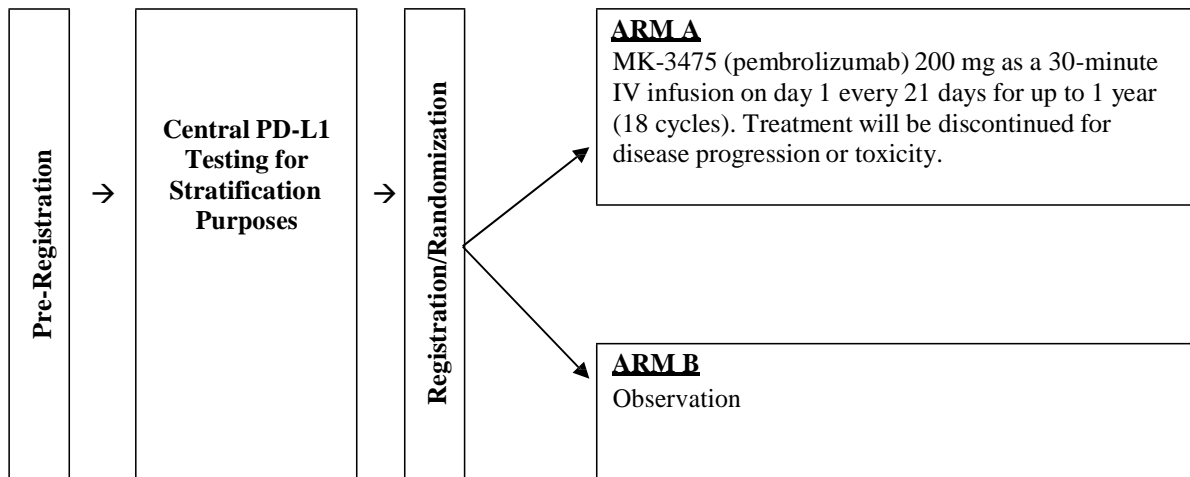 Pre-Registration
→
Central PD-L1
Testing for
Stratification
Purposes
→
Registration/Randomization
ARM A
MK-3475 (pembrolizumab) 200 mg as a 30-minute
IV infusion on day 1 every 21 days for up to 1 year
(18 cycles). Treatment will be discontinued for
disease progression or toxicity.
ARM B
Observation